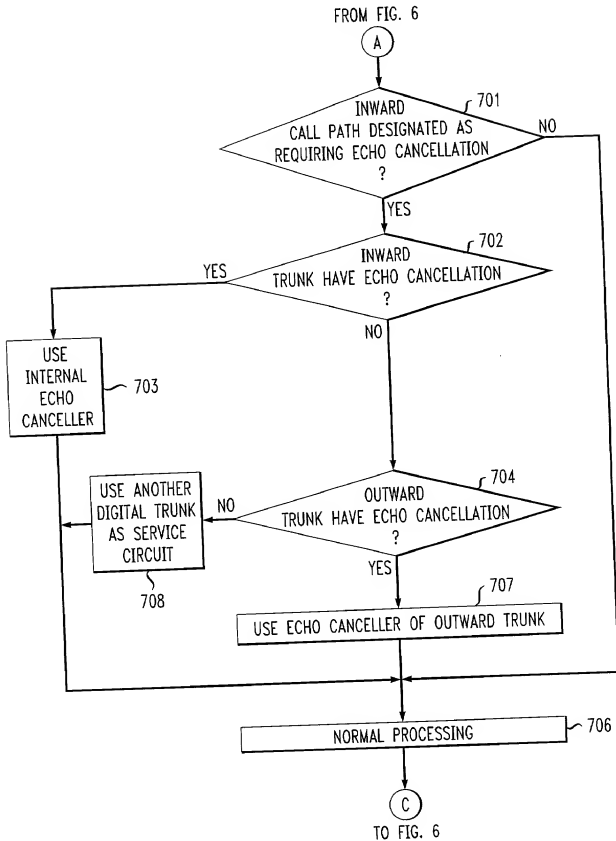 FROM FIG. 6
A
701
INWARD
CALL PATH DESIGNATED AS
REQUIRING ECHO CANCELLATION
?
NO
YES
702
INWARD
TRUNK HAVE ECHO CANCELLATION
?
YES
NO
USE
INTERNAL
ECHO
CANCELLER
703
704
OUTWARD
TRUNK HAVE ECHO CANCELLATION
?
NO
YES
USE ANOTHER
DIGITAL TRUNK
AS SERVICE
CIRCUIT
708
707
USE ECHO CANCELLER OF OUTWARD TRUNK
NORMAL PROCESSING
706
C
TO FIG. 6